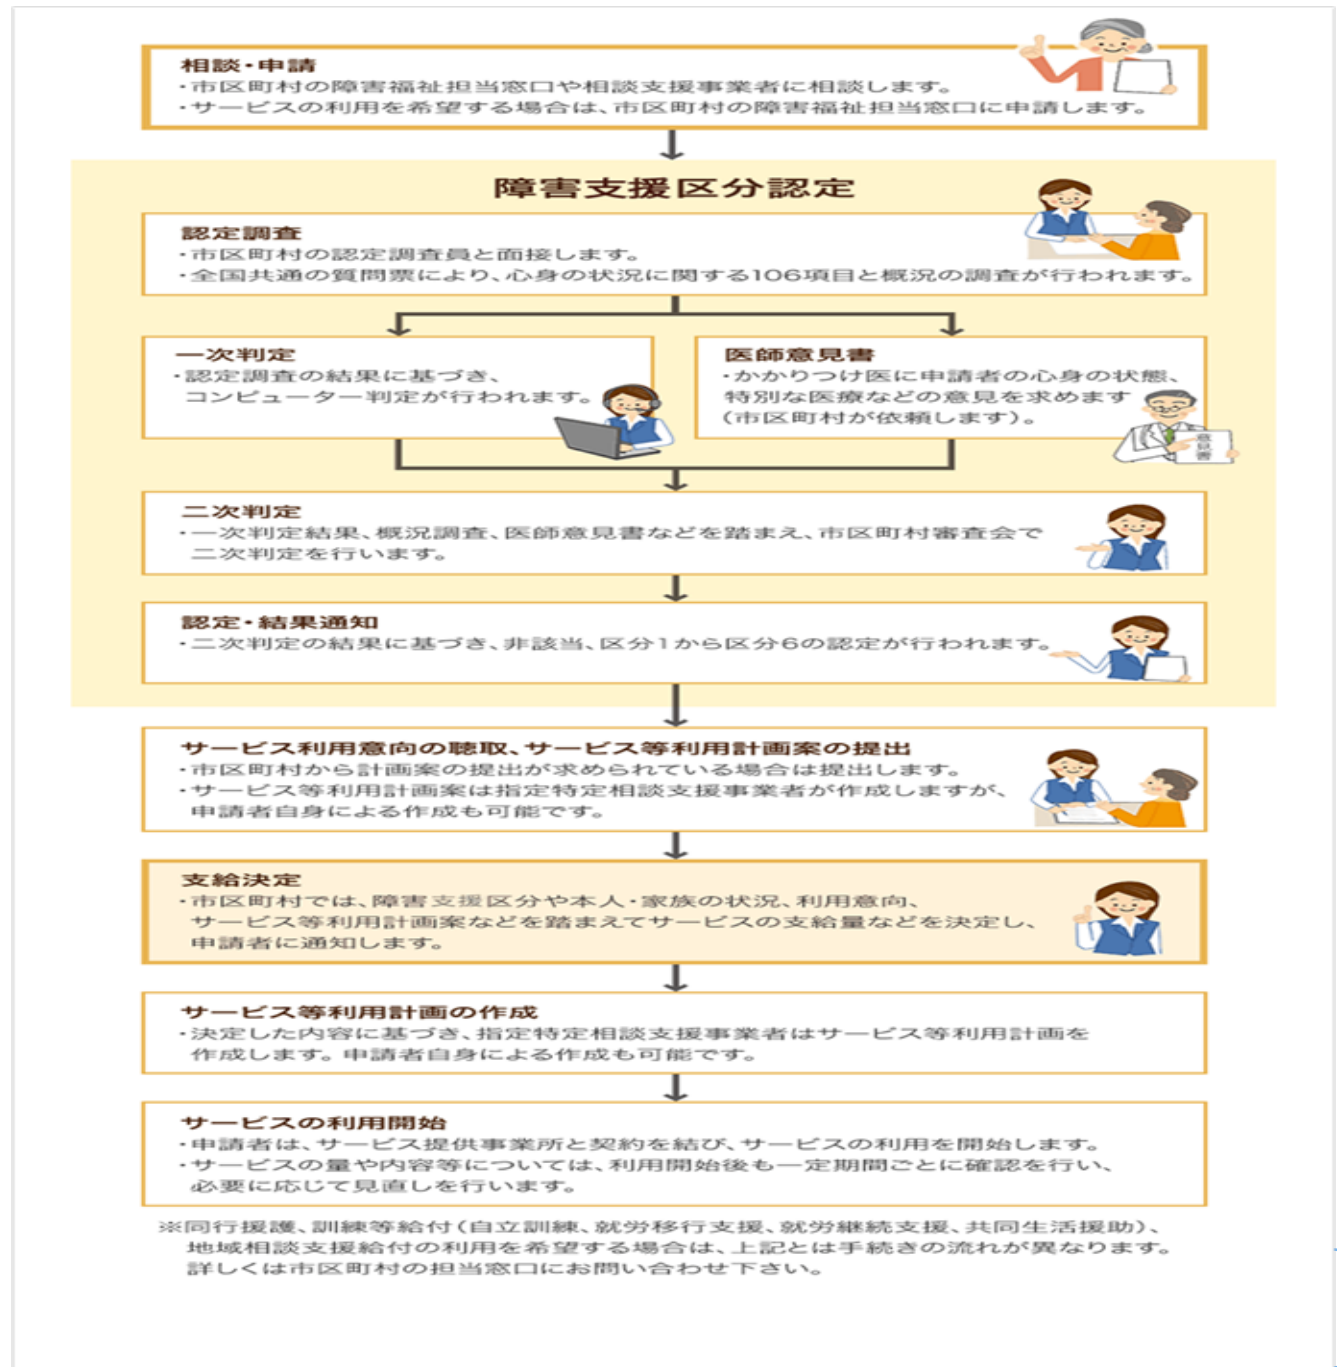 相談・申請
・市区町村の障害福祉担当窓口や相談支援事業者に相談します。
・サービスの利用を希望する場合は、市区町村の障害福祉担当窓口に申請します。
障害支援区分認定
認定調査
・市区町村の認定調査員と面接します。
・全国共通の質問票により、心身の状況に関する106項目と概況の調査が行われます。
一次判定
・認定調査の結果に基づき、
コンピューター判定が行われます。
医師意見書
・かかりつけ医に申請者の心身の状態、
特別な医療などの意見を求めます
(市区町村が依頼します)。
意見書
二次判定
・一次判定結果、概況調査、医師意見書などを踏まえ、市区町村審査会で
二次判定を行います。
認定・結果通知
・二次判定の結果に基づき、非該当、区分1から区分6の認定が行われます。
サービス利用意向の聴取、サービス等利用計画案の提出
・市区町村から計画案の提出が求められている場合は提出します。
・サービス等利用計画案は指定特定相談支援事業者が作成しますが、
申請者自身による作成も可能です。
支給決定
・市区町村では、障害支援区分や本人・家族の状況、利用意向、
サービス等利用計画案などを踏まえてサービスの支給量などを決定し、
申請者に通知します。
サービス等利用計画の作成
・決定した内容に基づき、指定特定相談支援事業者はサービス等利用計画を
作成します。申請者自身による作成も可能です。
サービスの利用開始
・申請者は、サービス提供事業所と契約を結び、サービスの利用を開始します。
・サービスの量や内容等については、利用開始後も一定期間ごとに確認を行い、
必要に応じて見直しを行います。
※同行援護、訓練等給付(自立訓練、就労移行支援、就労継続支援、共同生活援助)、
地域相談支援給付の利用を希望する場合は、上記とは手続きの流れが異なります。
詳しくは市区町村の担当窓口にお問い合わせ下さい。